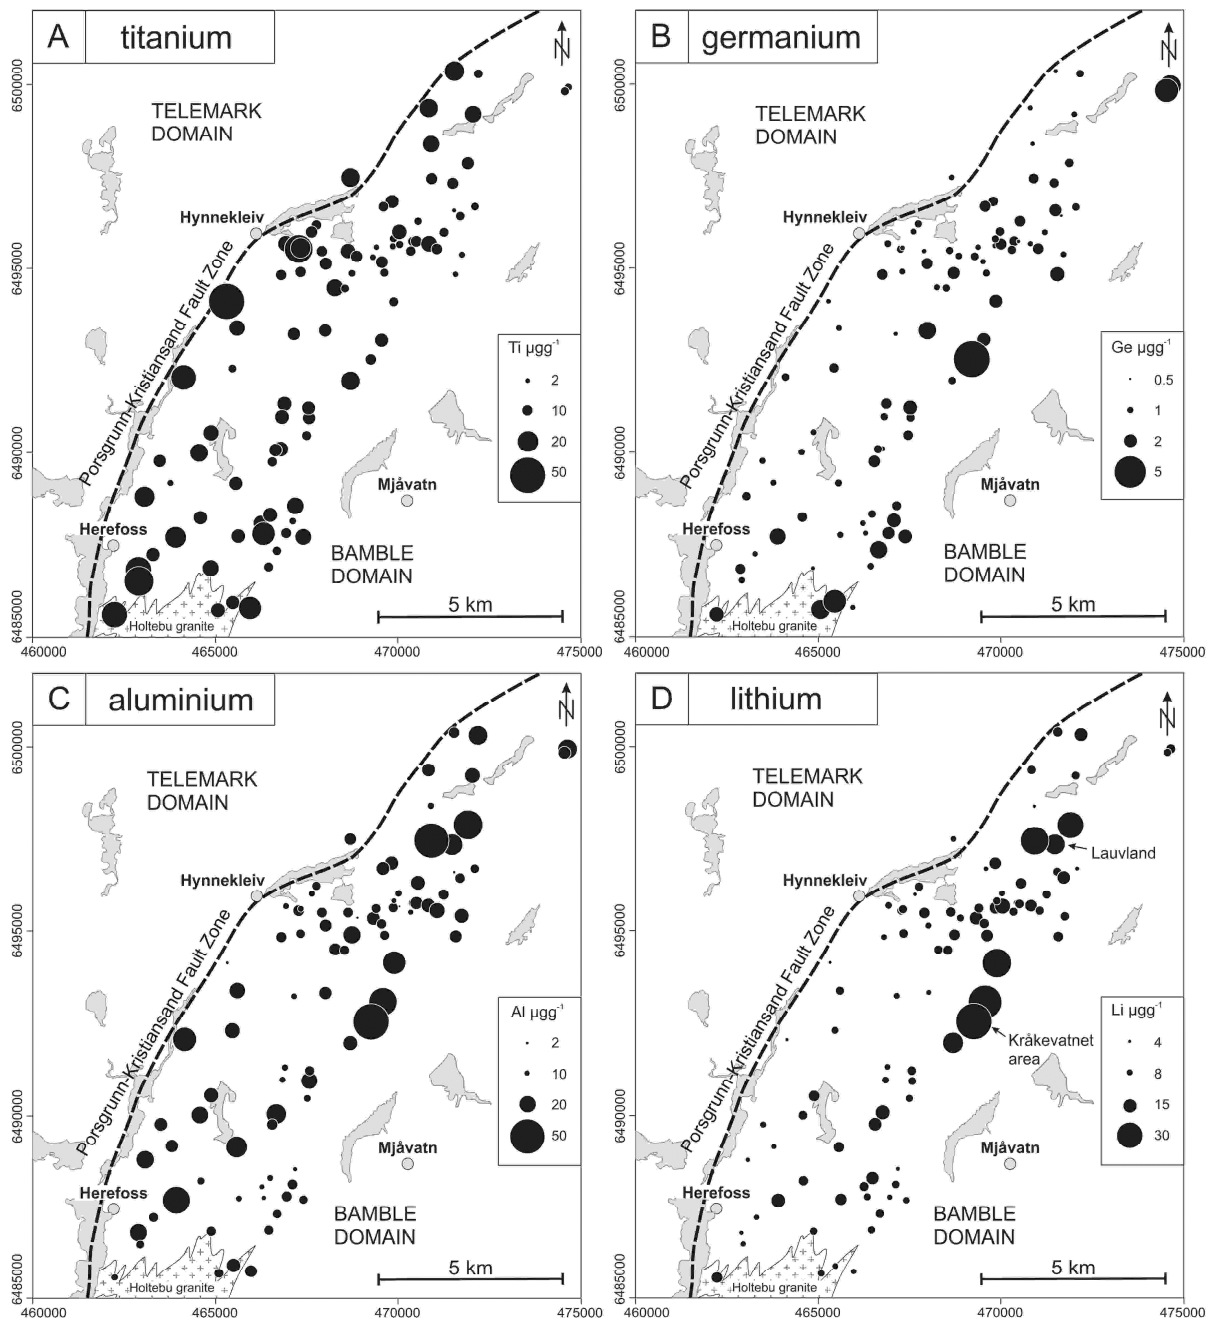 A
titanium
N
TELEMARK
DOMAIN
Hynnekleiv
Porsgrunn-Kristiansand Fault Zone
Ti µgg-1
2
10
20
50
Mjåvatn
Herefoss
BAMBLE
DOMAIN
5 km
Holtebu granite
6500000
6495000
6490000
6485000
460000
465000
470000
475000
B
germanium
N
TELEMARK
DOMAIN
Hynnekleiv
Porsgrunn-Kristiansand Fault Zone
Ge µgg-1
0.5
1
2
5
Mjåvatn
Herefoss
BAMBLE
DOMAIN
5 km
Holtebu granite
6500000
6495000
6490000
6485000
460000
465000
470000
475000
C
aluminium
N
TELEMARK
DOMAIN
Hynnekleiv
Porsgrunn-Kristiansand Fault Zone
Al µgg-1
2
10
20
50
Mjåvatn
Herefoss
BAMBLE
DOMAIN
5 km
Holtebu granite
6500000
6495000
6490000
6485000
460000
465000
470000
475000
D
lithium
N
TELEMARK
DOMAIN
Lauvland
Hynnekleiv
Porsgrunn-Kristiansand Fault Zone
Li µgg-1
4
8
15
30
Kråkevatnet
area
Mjåvatn
Herefoss
BAMBLE
DOMAIN
5 km
Holtebu granite
6500000
6495000
6490000
6485000
460000
465000
470000
475000